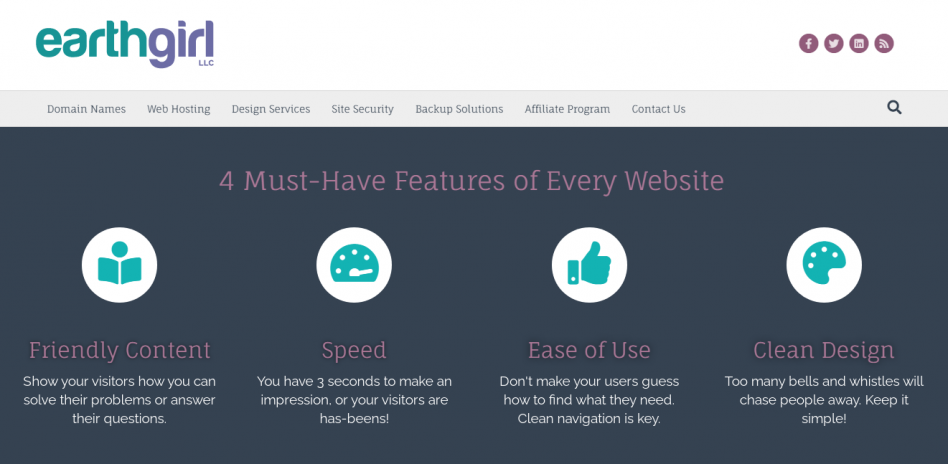 earthgirl
LLC
Domain Names Web Hosting Design Services Site Security Backup Solutions Affiliate Program Contact Us
4 Must-Have Features of Every Website
Friendly Content
Show your visitors how you can
solve their problems or answer
their questions.
Speed
You have 3 seconds to make an
impression, or your visitors are
has-beens!
Ease of Use
Don't make your users guess
how to find what they need.
Clean navigation is key.
Clean Design
Too many bells and whistles will
chase people away. Keep it
simple!